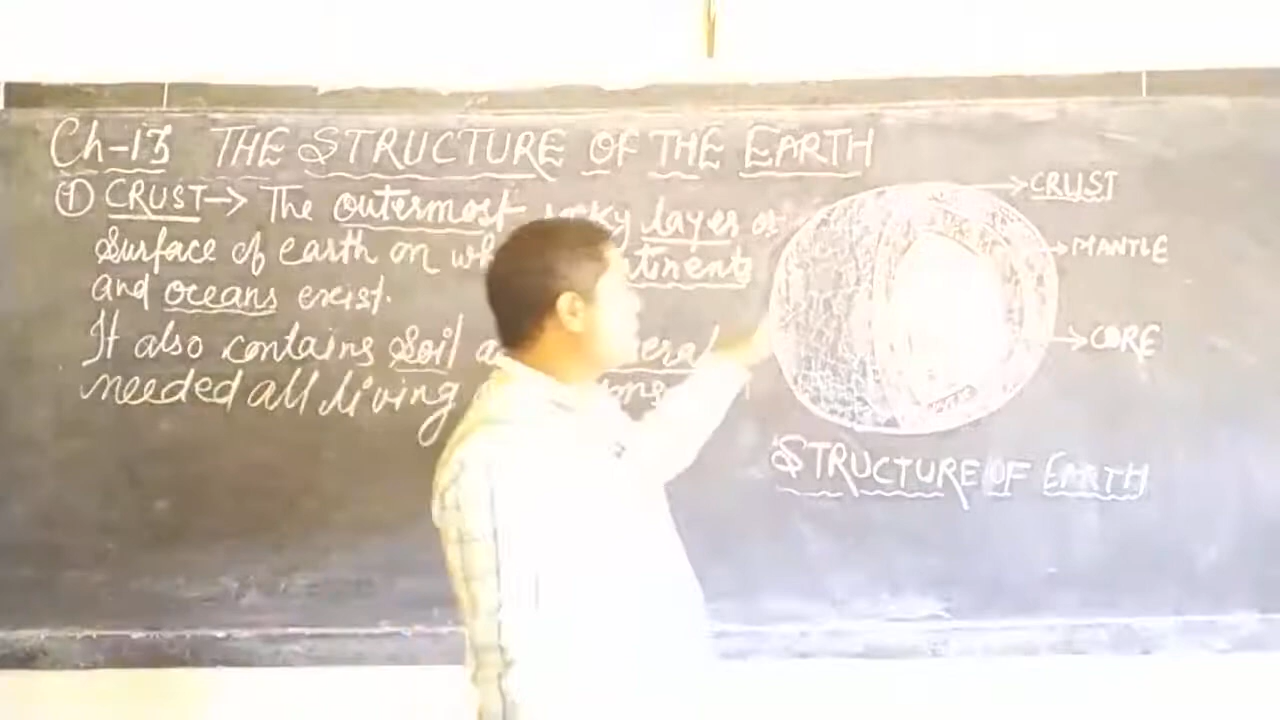 Ch-13 THE STRUCTURE OF THE EARTH
① CRUST→ The outermost layer or
Surface of earth on
and oceans exist.
It also contains Soil
needed all living
→CRUST
→MANTLE
→CORE
STRUCTURE OF EARTH